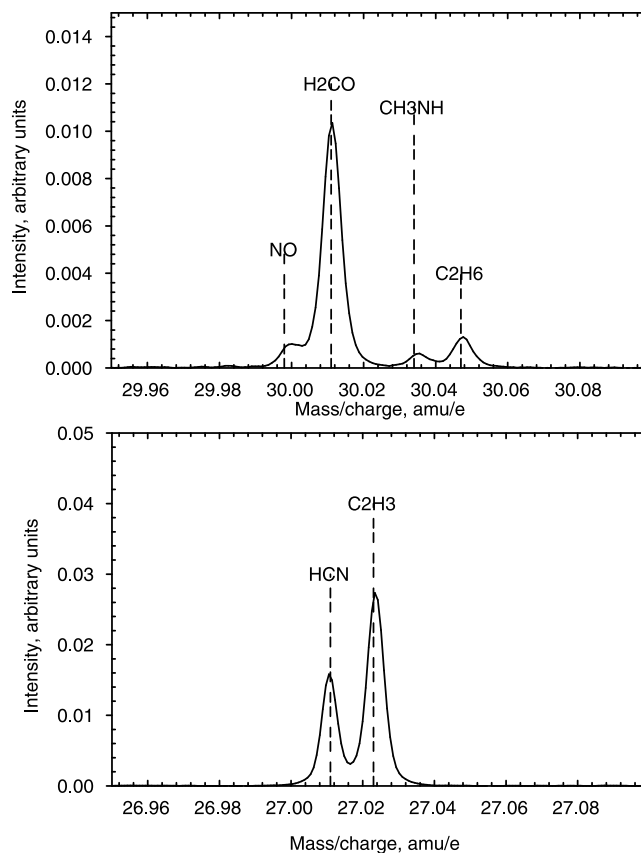 0.014
H2CO
0.012
CH3NH
0.010
0.008
NO
0.006
C2H6
0.004
0.002
0.000
Intensity, arbitrary units
29.96 29.98 30.00 30.02 30.04 30.06 30.08
Mass/charge, amu/e
0.05
0.04
C2H3
0.03
HCN
0.02
0.01
0.00
Intensity, arbitrary units
26.96 26.98 27.00 27.02 27.04 27.06 27.08
Mass/charge, amu/e